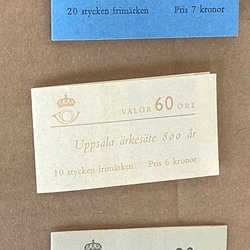 20 stycken frimärken Pris 7 kronor
VALÖR 60 ÖRE
Uppsala ärkesäte 800 år
10 stycken frimärken Pris 6 kronor